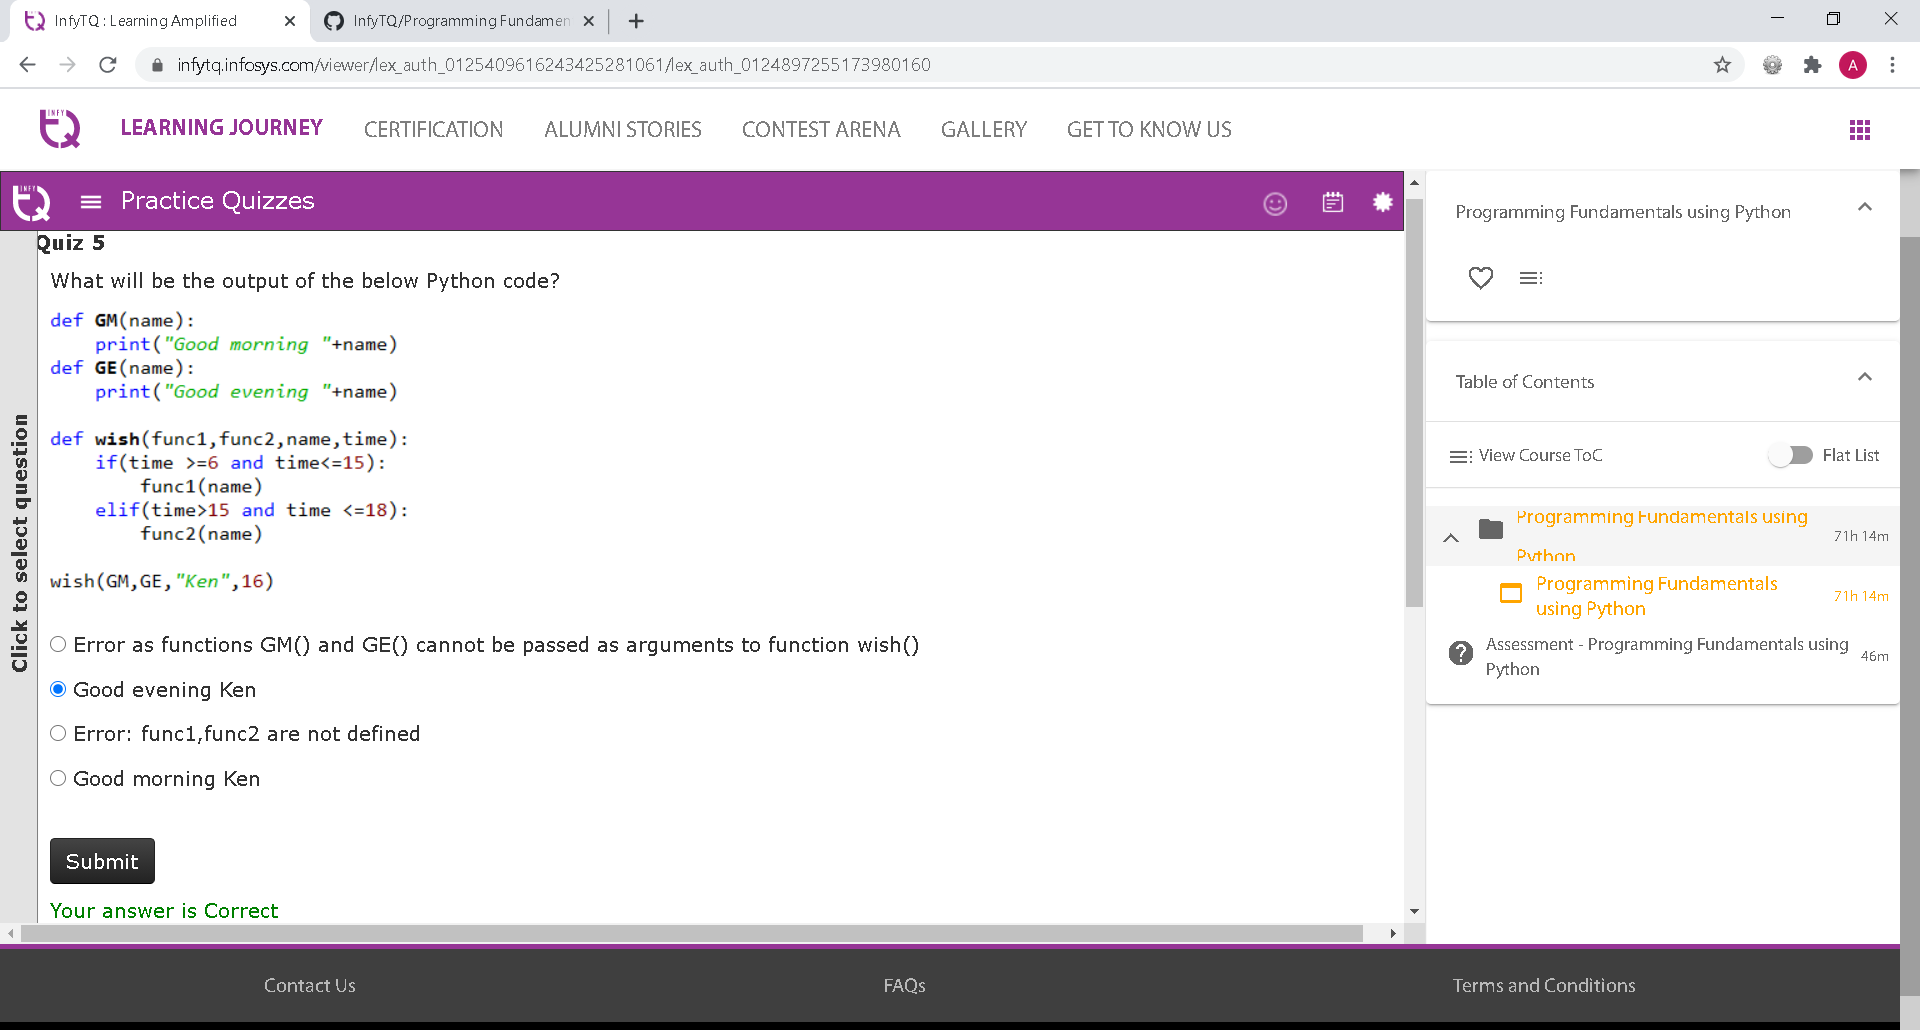 InfyTQ : Learning Amplified
InfyTQ/Programming Fundamen
infytq.infosys.com/viewer/lex_auth_0125409616243425281061/lex_auth_0124897255173980160
A
INFY
TQ
LEARNING JOURNEY
CERTIFICATION
ALUMNI STORIES
CONTEST ARENA
GALLERY
GET TO KNOW US
INFY
TQ
Practice Quizzes
Click to select question
Quiz 5
What will be the output of the below Python code?
def GM(name):
    print("Good morning "+name)
def GE(name):
    print("Good evening "+name)
def wish(func1,func2,name,time):
    if(time >=6 and time<=15):
        func1(name)
    elif(time>15 and time <=18):
        func2(name)
wish(GM,GE,"Ken",16)
Error as functions GM() and GE() cannot be passed as arguments to function wish()
Good evening Ken
Error: func1,func2 are not defined
Good morning Ken
Submit
Your answer is Correct
Programming Fundamentals using Python
Table of Contents
View Course ToC
Flat List
Programming Fundamentals using
Python
71h 14m
Programming Fundamentals
using Python
71h 14m
Assessment - Programming Fundamentals using
Python
46m
Contact Us
FAQs
Terms and Conditions